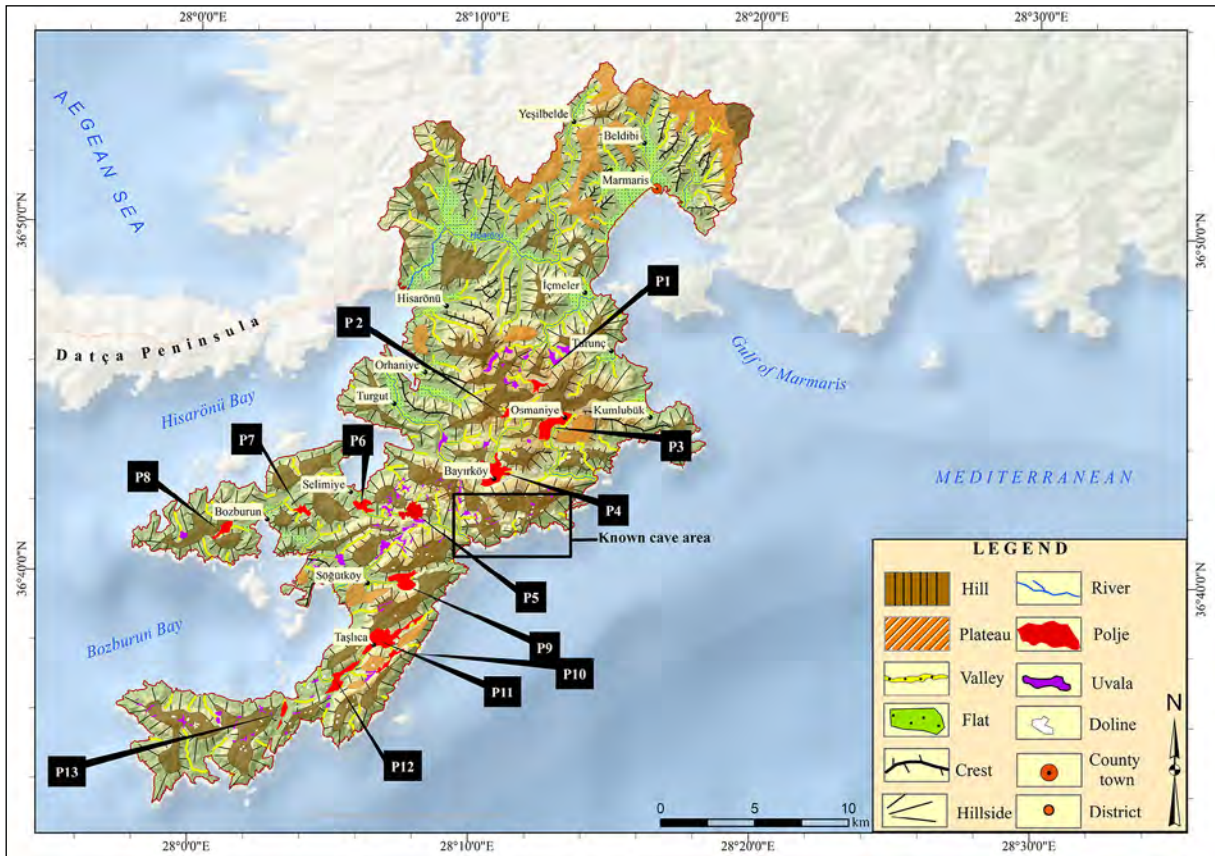 28°0'0"E
28°10'0"E
28°20'0"E
28°30'0"E
AEGEAN SEA
Yeşilbelde
Beldibi
Marmaris
36°50'0"N
36°50'0"N
Hisarönü
İçmeler
Hisarönü
P1
P2
Datça Peninsula
Turunç
Gulf of Marmaris
Orhaniye
Turgut
Osmaniye
Kumlubük
Hisarönü Bay
P3
P7
P6
P8
Selimiye
Bayırköy
MEDITERRANEAN
Bozburun
P4
Known cave area
36°40'0"N
36°40'0"N
Söğütköy
P5
Bozburun Bay
Taşlıca
P9
P10
P11
P12
P13
LEGEND
Hill
River
Plateau
Polje
Valley
Uvala
Flat
Doline
Crest
County
town
Hillside
District
N
0 5 10
km
28°0'0"E
28°10'0"E
28°20'0"E
28°30'0"E